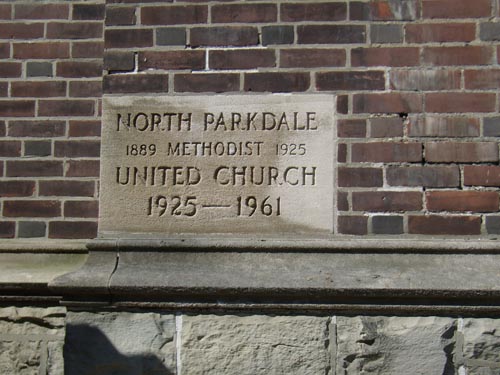 NORTH PARKDALE
1889 METHODIST 1925
UNITED CHURCH
1925—1961